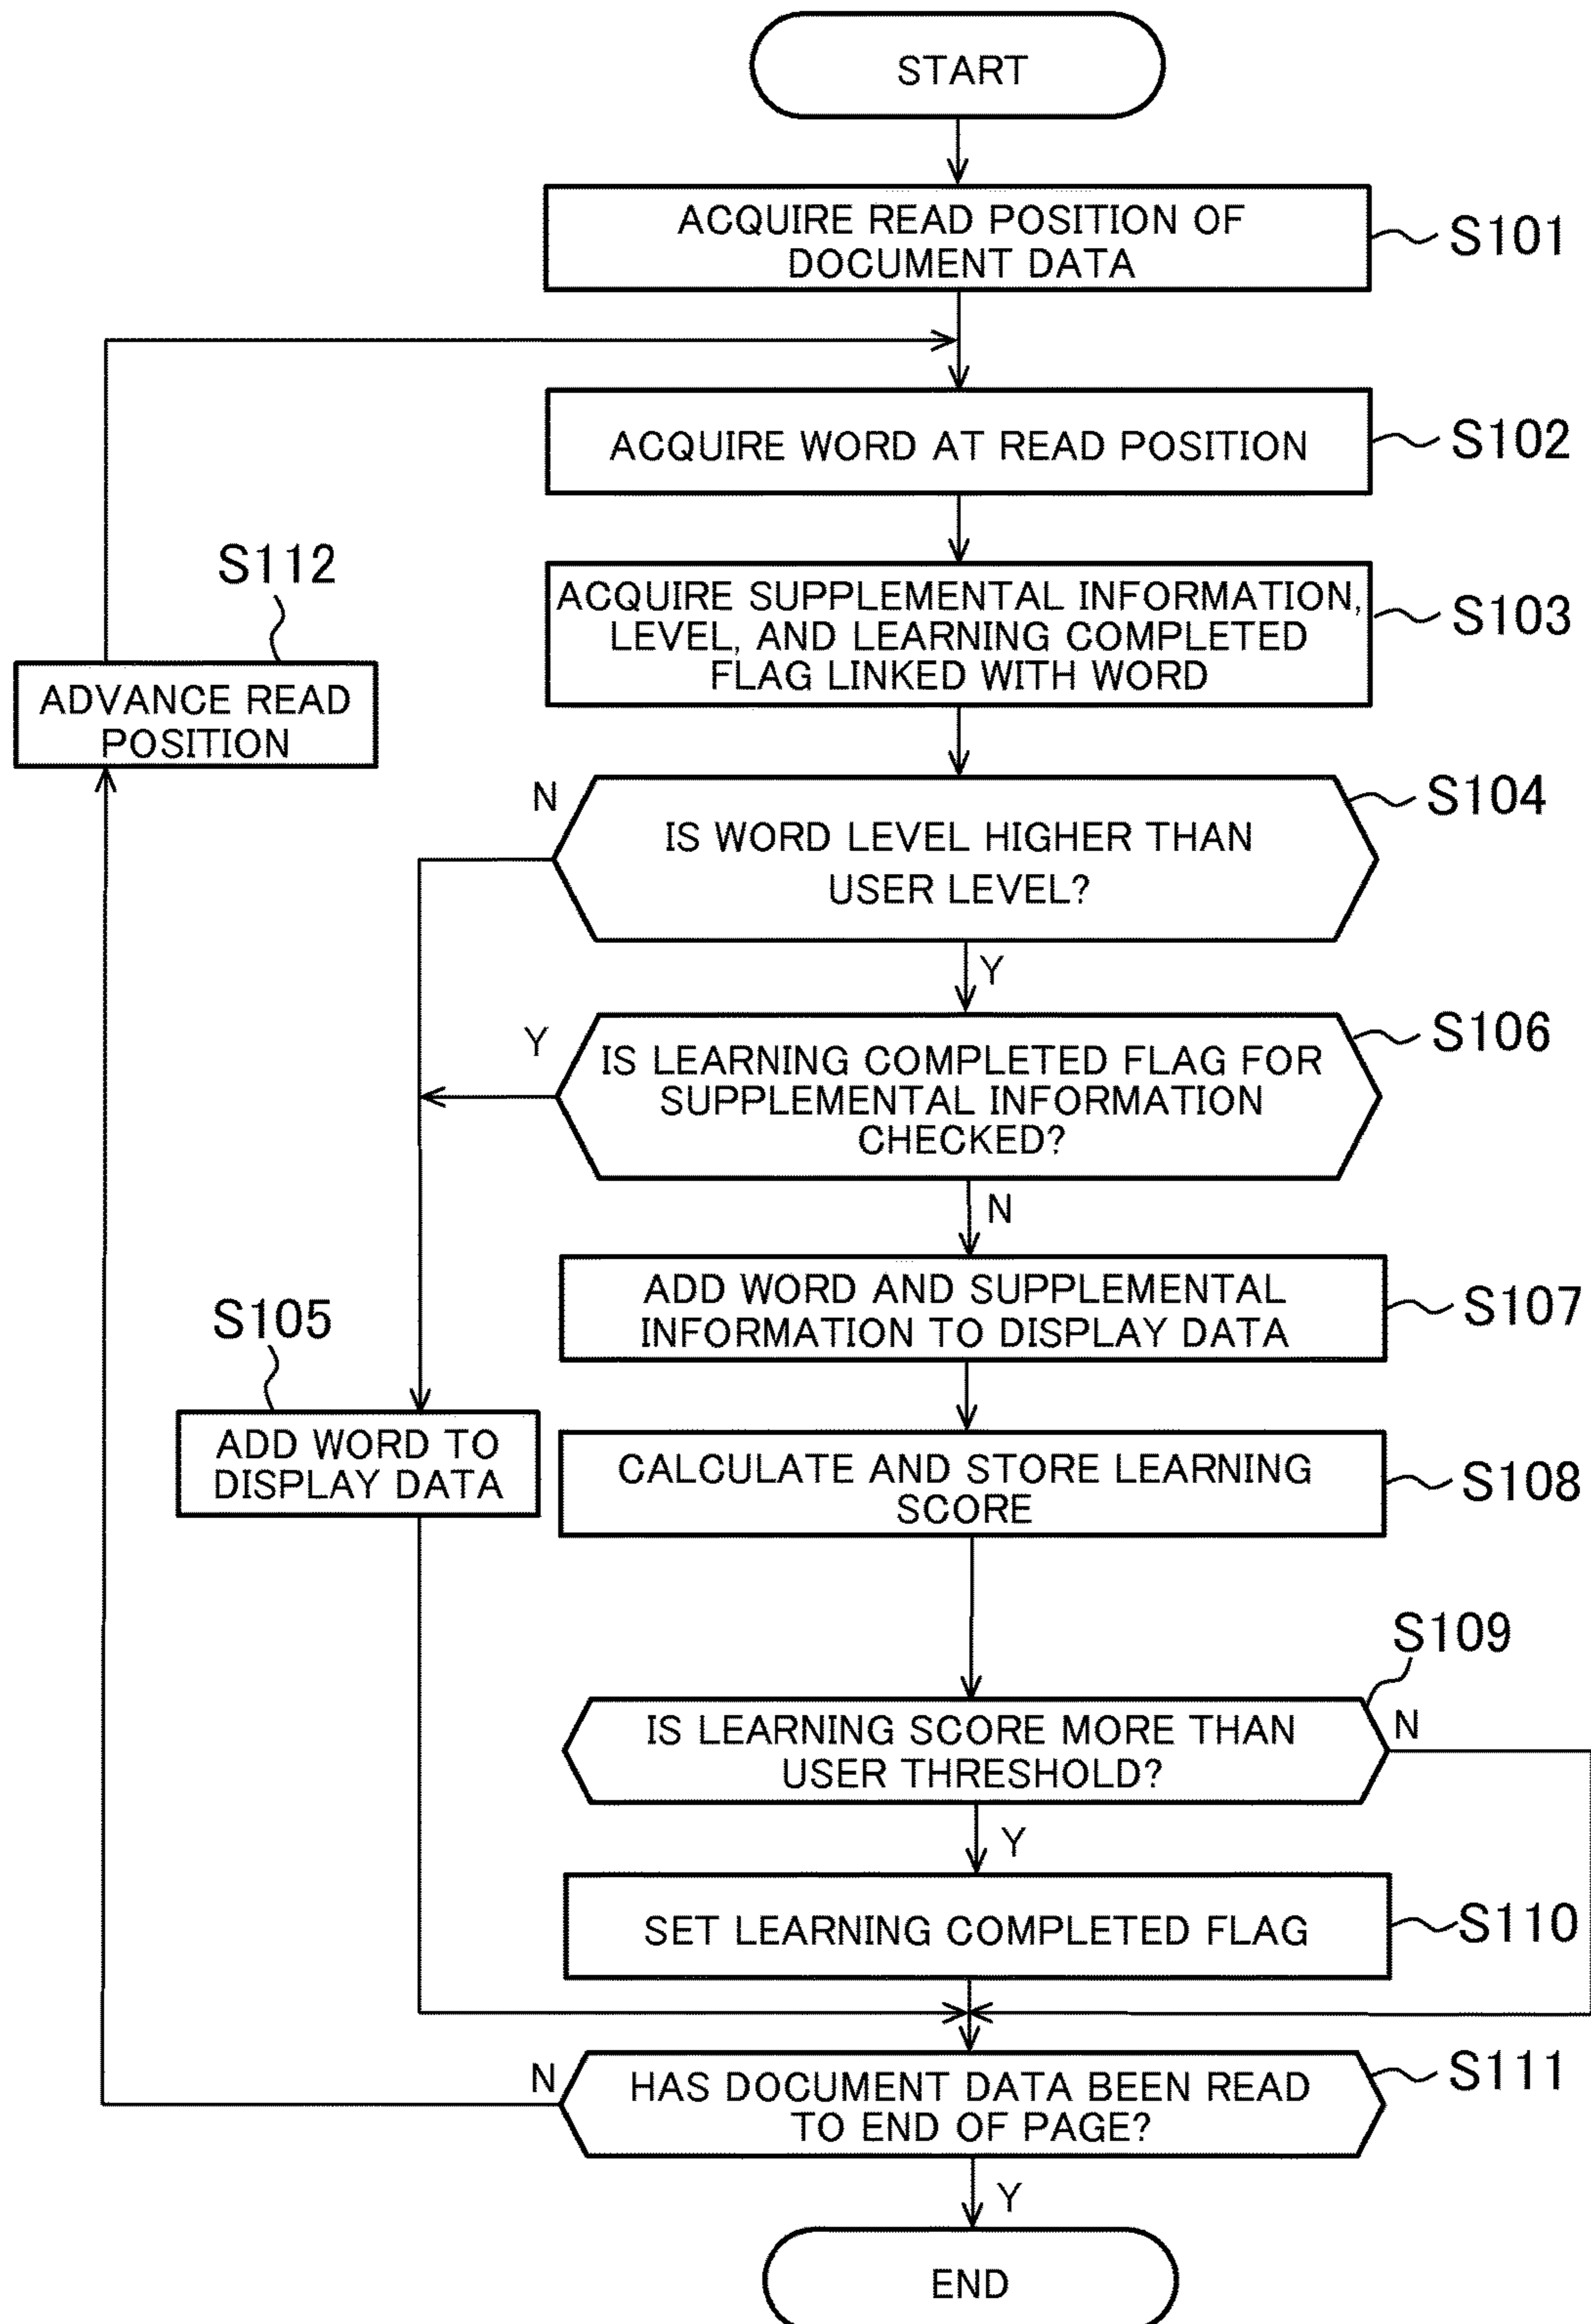 START
ACQUIRE READ POSITION OF
DOCUMENT DATA
S101
ACQUIRE WORD AT READ POSITION
S102
ACQUIRE SUPPLEMENTAL INFORMATION,
LEVEL, AND LEARNING COMPLETED
FLAG LINKED WITH WORD
S103
S112
ADVANCE READ
POSITION
N
IS WORD LEVEL HIGHER THAN
USER LEVEL?
S104
Y
Y
IS LEARNING COMPLETED FLAG FOR
SUPPLEMENTAL INFORMATION
CHECKED?
S106
N
ADD WORD AND SUPPLEMENTAL
INFORMATION TO DISPLAY DATA
S107
S105
ADD WORD TO
DISPLAY DATA
CALCULATE AND STORE LEARNING
SCORE
S108
S109
IS LEARNING SCORE MORE THAN
USER THRESHOLD?
N
Y
SET LEARNING COMPLETED FLAG
S110
N
HAS DOCUMENT DATA BEEN READ
TO END OF PAGE?
S111
Y
END